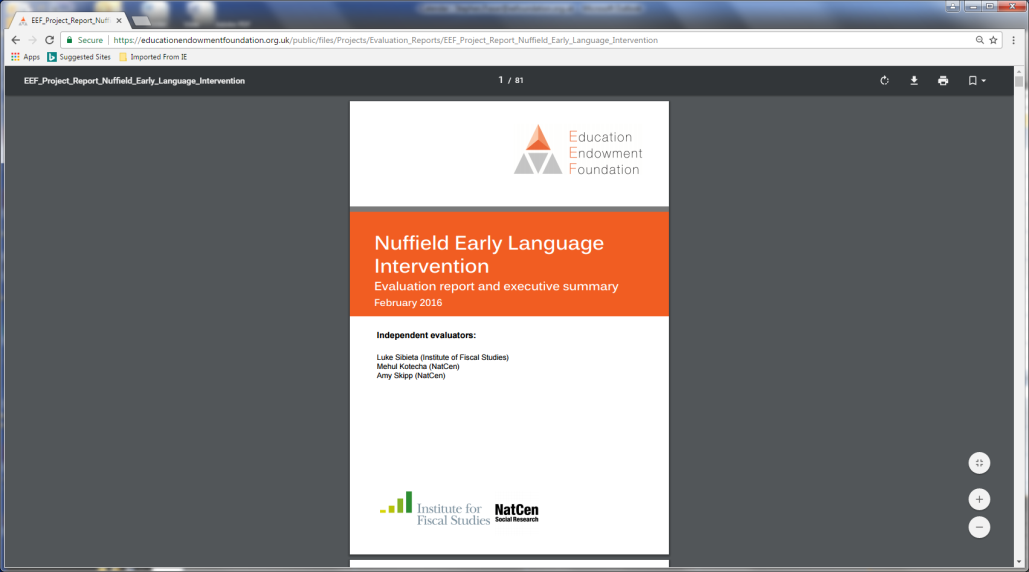 EEF_Project_Report_Nuffi
Secure
https://educationendowmentfoundation.org.uk/public/files/Projects/Evaluation_Reports/EEF_Project_Report_Nuffield_Early_Language_Intervention
Apps
Suggested Sites
Imported From IE
EEF_Project_Report_Nuffield_Early_Language_Intervention
1 / 81
Education
Endowment
Foundation
Nuffield Early Language
Intervention
Evaluation report and executive summary
February 2016
Independent evaluators:
Luke Sibieta (Institute of Fiscal Studies)
Mehul Kotecha (NatCen)
Amy Skipp (NatCen)
Institute for
Fiscal Studies
NatCen
Social Research